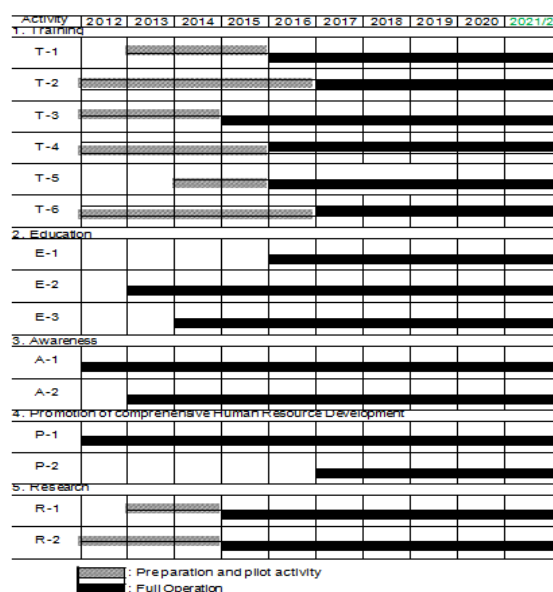 Activity 2012 2013 2014 2015 2016 2017 2018 2019 2020 2021/2
1. Training
T-1
T-2
T-3
T-4
T-5
T-6
2. Education
E-1
E-2
E-3
3. Awareness
A-1
A-2
4. Promotion of comprehensive Human Resource Development
P-1
P-2
5. Research
R-1
R-2
: Preparation and pilot activity
: Full Operation